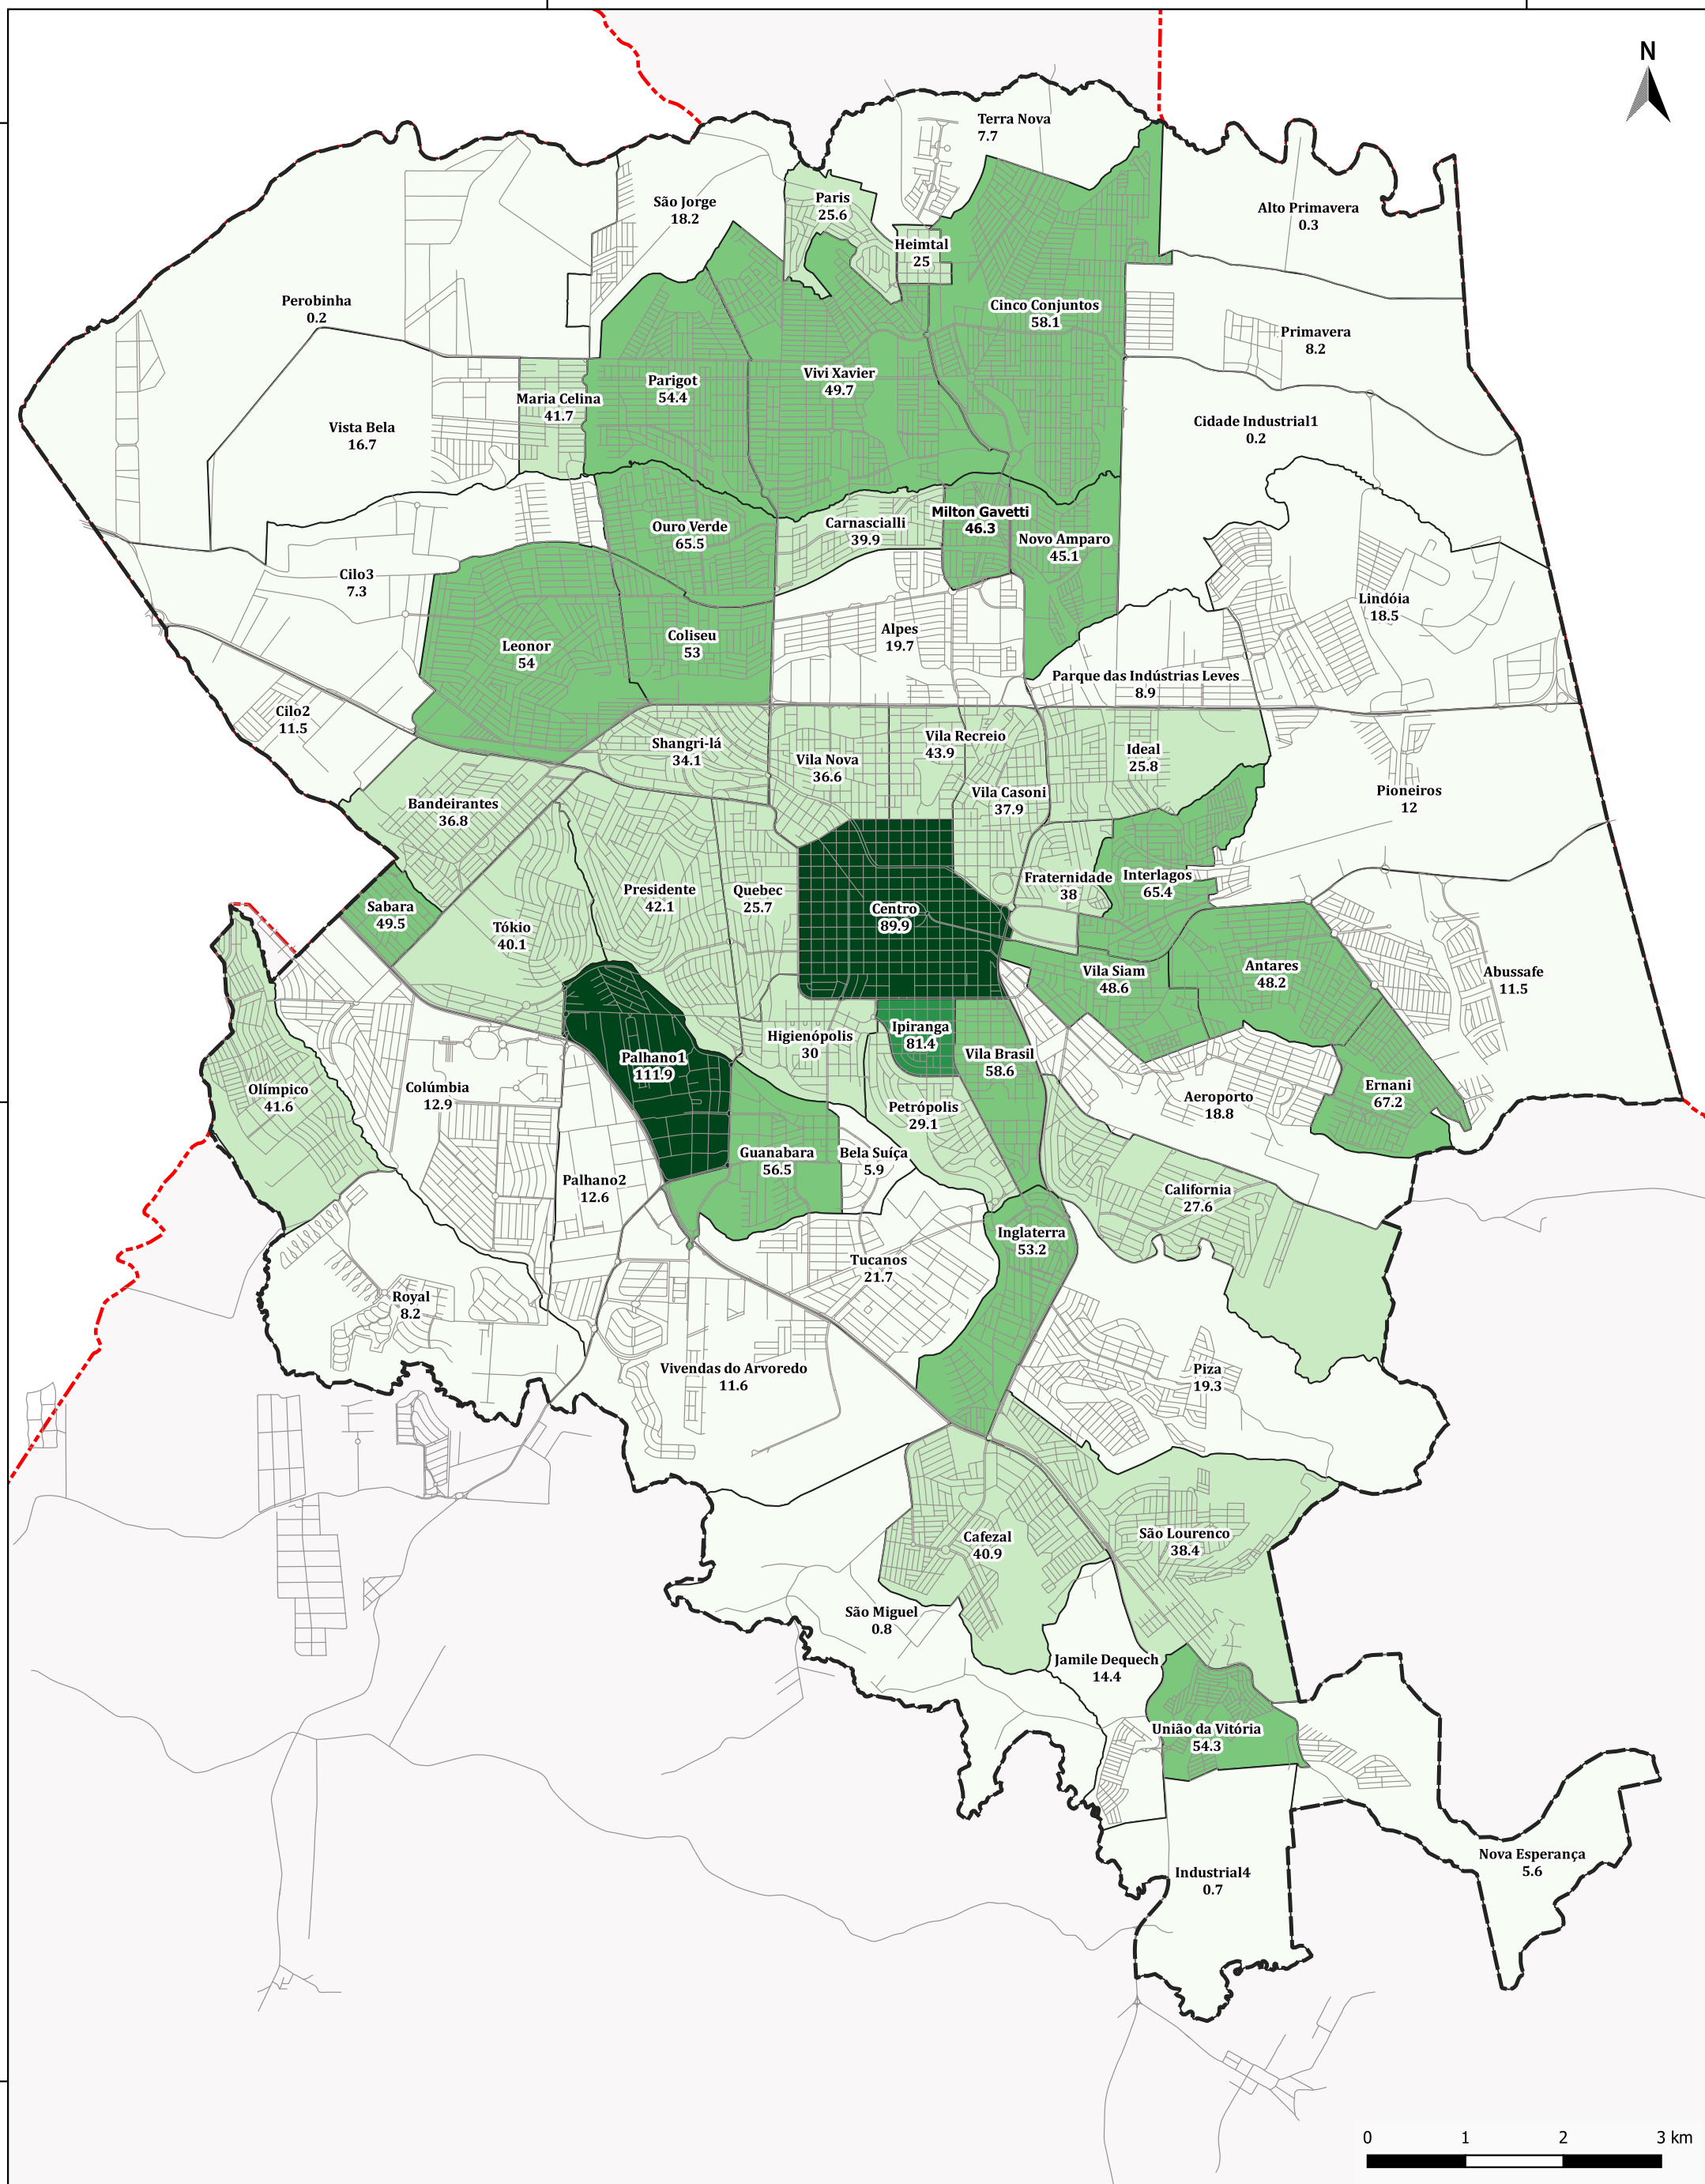 N
Terra Nova
7.7
Paris
25.6
São Jorge
18.2
Alto Primavera
0.3
Heimtal
25
Perobinha
0.2
Cinco Conjuntos
58.1
Primavera
8.2
Vivi Xavier
49.7
Parigot
54.4
Maria Celina
41.7
Vista Bela
16.7
Cidade Industrial1
0.2
Milton Gavetti
46.3
Carnascialli
39.9
Ouro Verde
65.5
Novo Amparo
45.1
Cilo3
7.3
Lindóia
18.5
Alpes
19.7
Coliseu
53
Leonor
54
Parque das Indústrias Leves
8.9
Cilo2
11.5
Shangri-lá
34.1
Vila Recreio
43.9
Ideal
25.8
Vila Nova
36.6
Vila Casoni
37.9
Pioneiros
12
Bandeirantes
36.8
Fraternidade
38
Interlagos
65.4
Presidente
42.1
Quebec
25.7
Sabara
49.5
Centro
89.9
Tókio
40.1
Vila Siam
48.6
Antares
48.2
Abussafe
11.5
Ipiranga
81.4
Higienópolis
30
Vila Brasil
58.6
Palhano1
111.9
Colúmbia
12.9
Olímpico
41.6
Ernani
67.2
Aeroporto
18.8
Petrópolis
29.1
Guanabara
56.5
Bela Suíça
5.9
Palhano2
12.6
California
27.6
Inglaterra
53.2
Tucanos
21.7
Royal
8.2
Vivendas do Arvoredo
11.6
Piza
19.3
Cafezal
40.9
São Lourenco
38.4
São Miguel
0.8
Jamile Dequech
14.4
União da Vitória
54.3
Nova Esperança
5.6
Industrial4
0.7
0 1 2 3 km